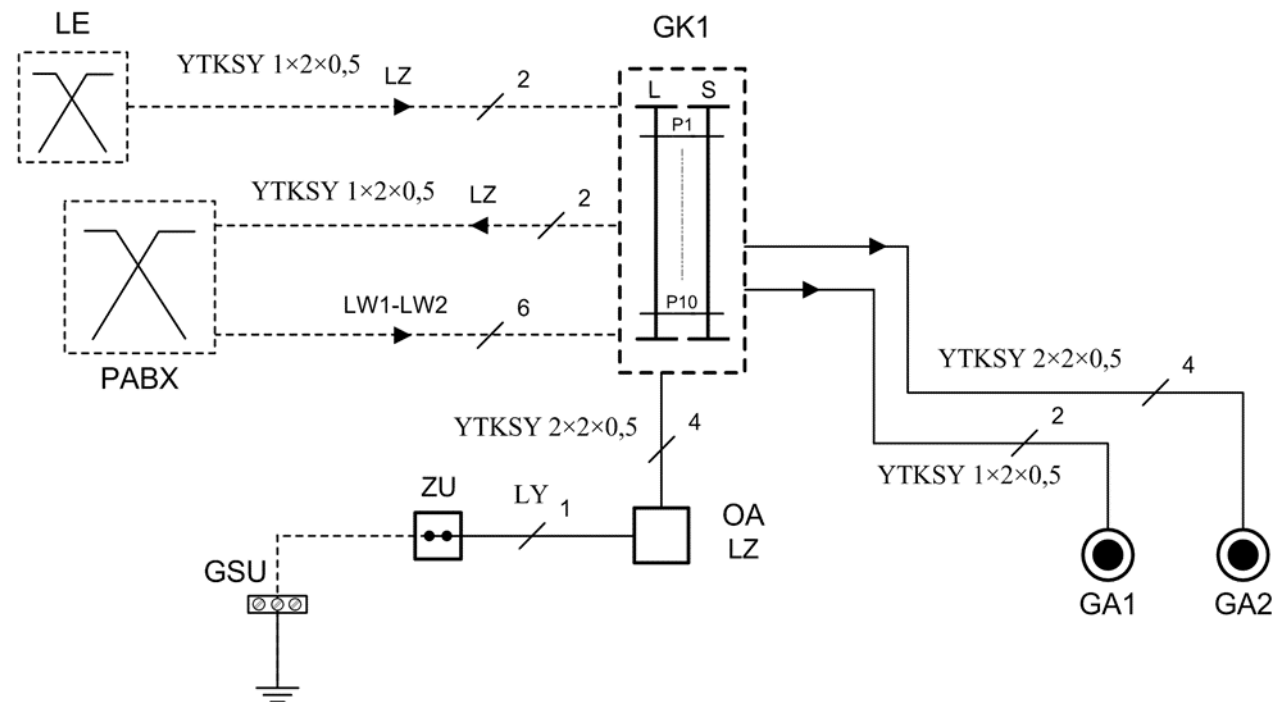 LE
GK1
YTKSY 1×2×0,5
LZ
2
L
S
P1
YTKSY 1×2×0,5
LZ
2
LW1-LW2
6
P10
PABX
YTKSY 2×2×0,5
4
YTKSY 2×2×0,5
4
2
YTKSY 1×2×0,5
ZU
LY
1
OA
LZ
GSU
GA1
GA2